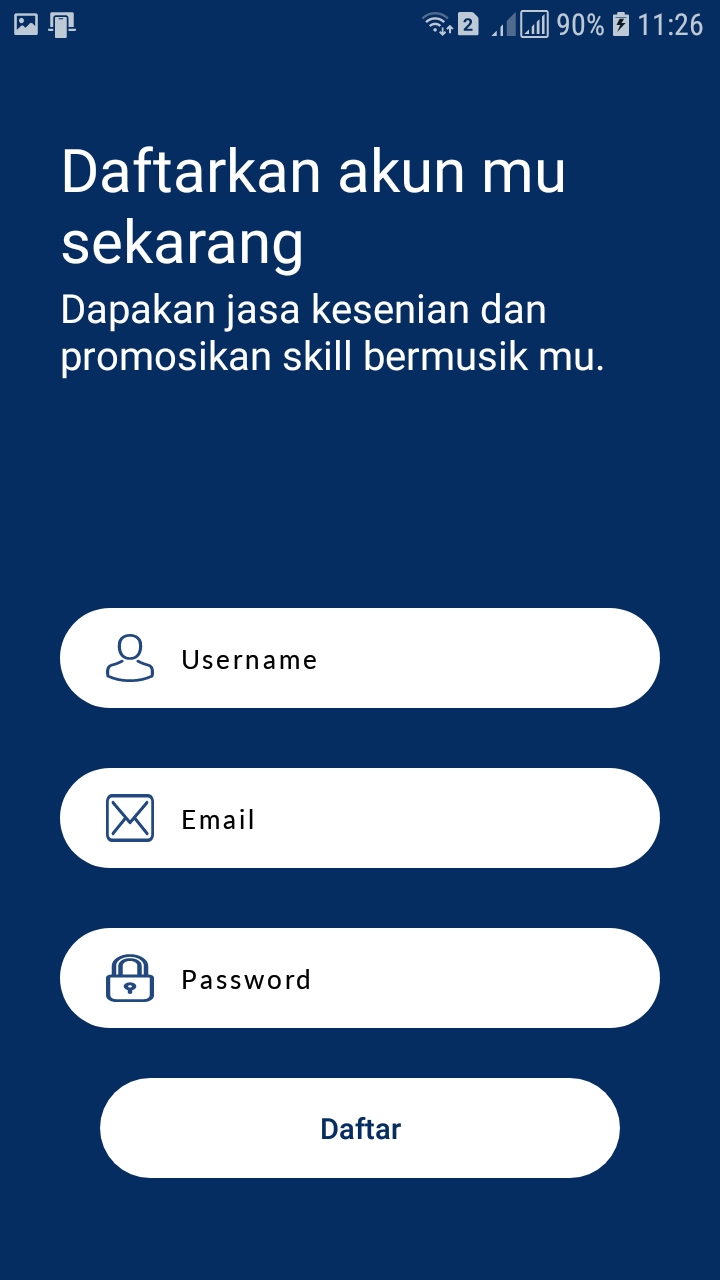 2 90% 11:26
Daftarkan akun mu
sekarang
Dapakan jasa kesenian dan
promosikan skill bermusik mu.
Username
Email
Password
Daftar